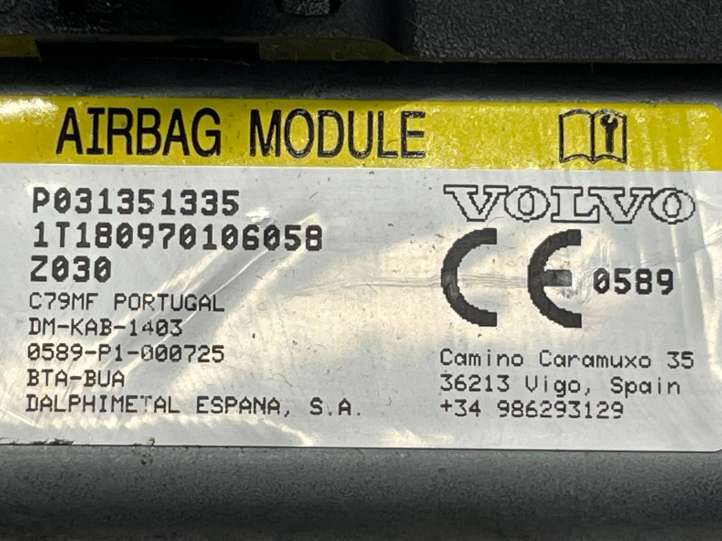 AIRBAG MODULE
P031351335
1T180970106058
Z030
C79MF PORTUGAL
DM-KAB-1403
0589-P1-000725
BTA-BUA
DALPHIMETAL ESPANA, S.A.
VOLVO
CE 0589
Camino Caramuxo 35
36213 Vigo, Spain
+34 986293129